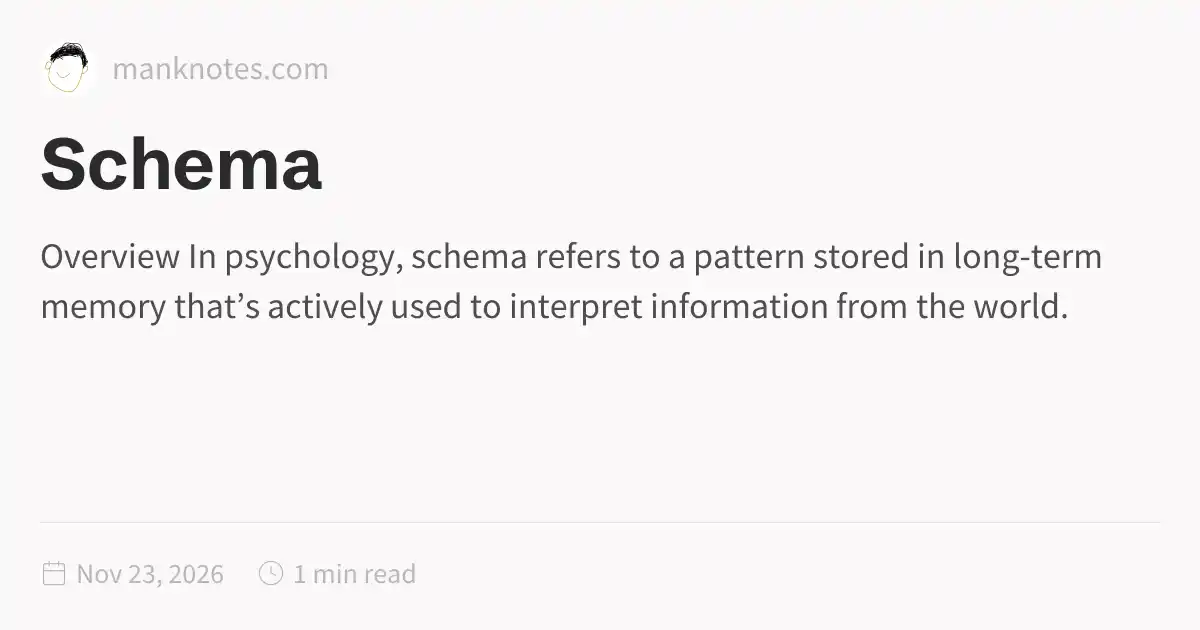 manknotes.com
Schema
Overview In psychology, schema refers to a pattern stored in long-term
memory that’s actively used to interpret information from the world.
Nov 23, 2026 1 min read